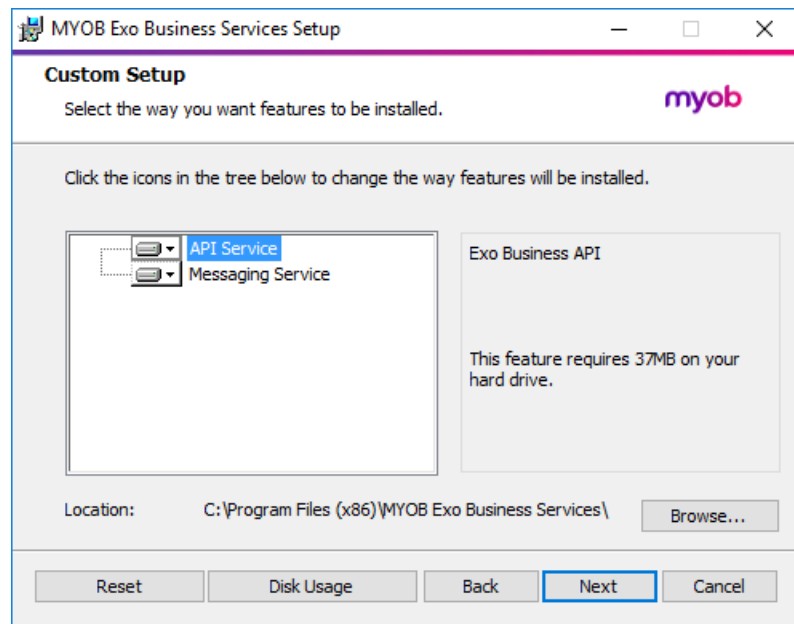 MYOB Exo Business Services Setup
Custom Setup
Select the way you want features to be installed.
myob
Click the icons in the tree below to change the way features will be installed.
API Service
Messaging Service
Exo Business API
This feature requires 37MB on your
hard drive.
Location: C:\Program Files (x86)\MYOB Exo Business Services\ Browse...
Reset Disk Usage Back Next Cancel